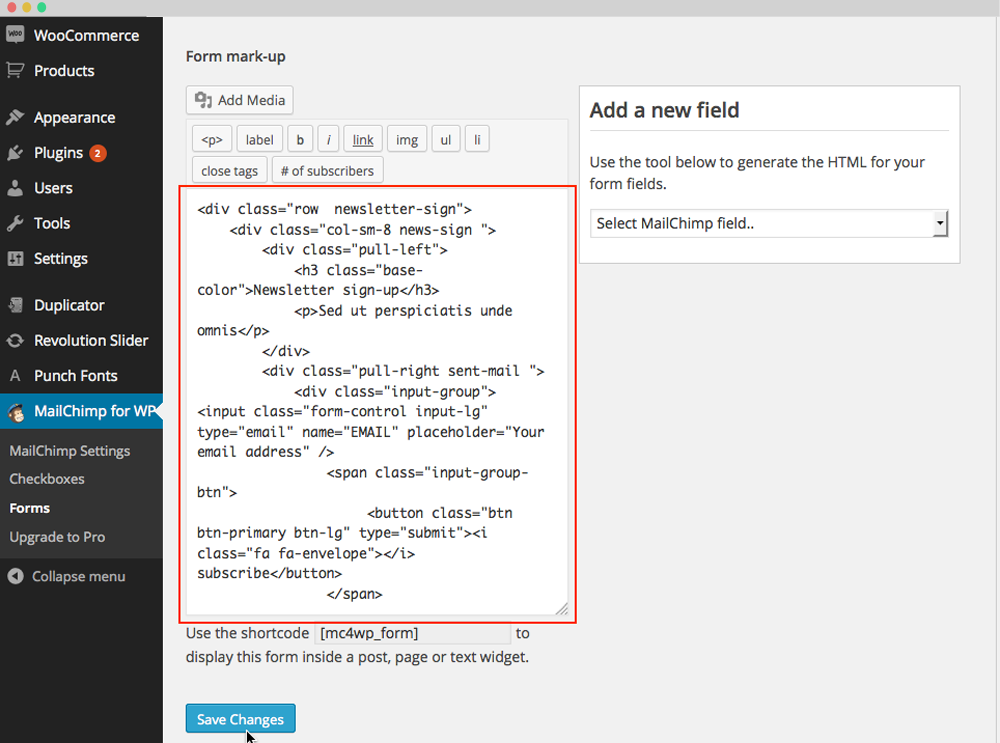 WOO WooCommerce
Products
Appearance
Plugins 2
Users
Tools
Settings
Duplicator
Revolution Slider
A Punch Fonts
MailChimp for WP
MailChimp Settings
Checkboxes
Forms
Upgrade to Pro
Collapse menu
Form mark-up
Add Media
<p> label b i link img ul li
close tags # of subscribers
<div class="row  newsletter-sign">
    <div class="col-sm-8 news-sign ">
        <div class="pull-left">
            <h3 class="base-
color">Newsletter sign-up</h3>
            <p>Sed ut perspiciatis unde
omnis</p>
        </div>
        <div class="pull-right sent-mail ">
            <div class="input-group">
<input class="form-control input-lg"
type="email" name="EMAIL" placeholder="Your
email address" />
                <span class="input-group-
btn">
                     <button class="btn
btn-primary btn-lg" type="submit"><i
class="fa fa-envelope"></i>
subscribe</button>
                </span>
Use the shortcode [mc4wp_form] to
display this form inside a post, page or text widget.
Save Changes
Add a new field
Use the tool below to generate the HTML for your
form fields.
Select MailChimp field..